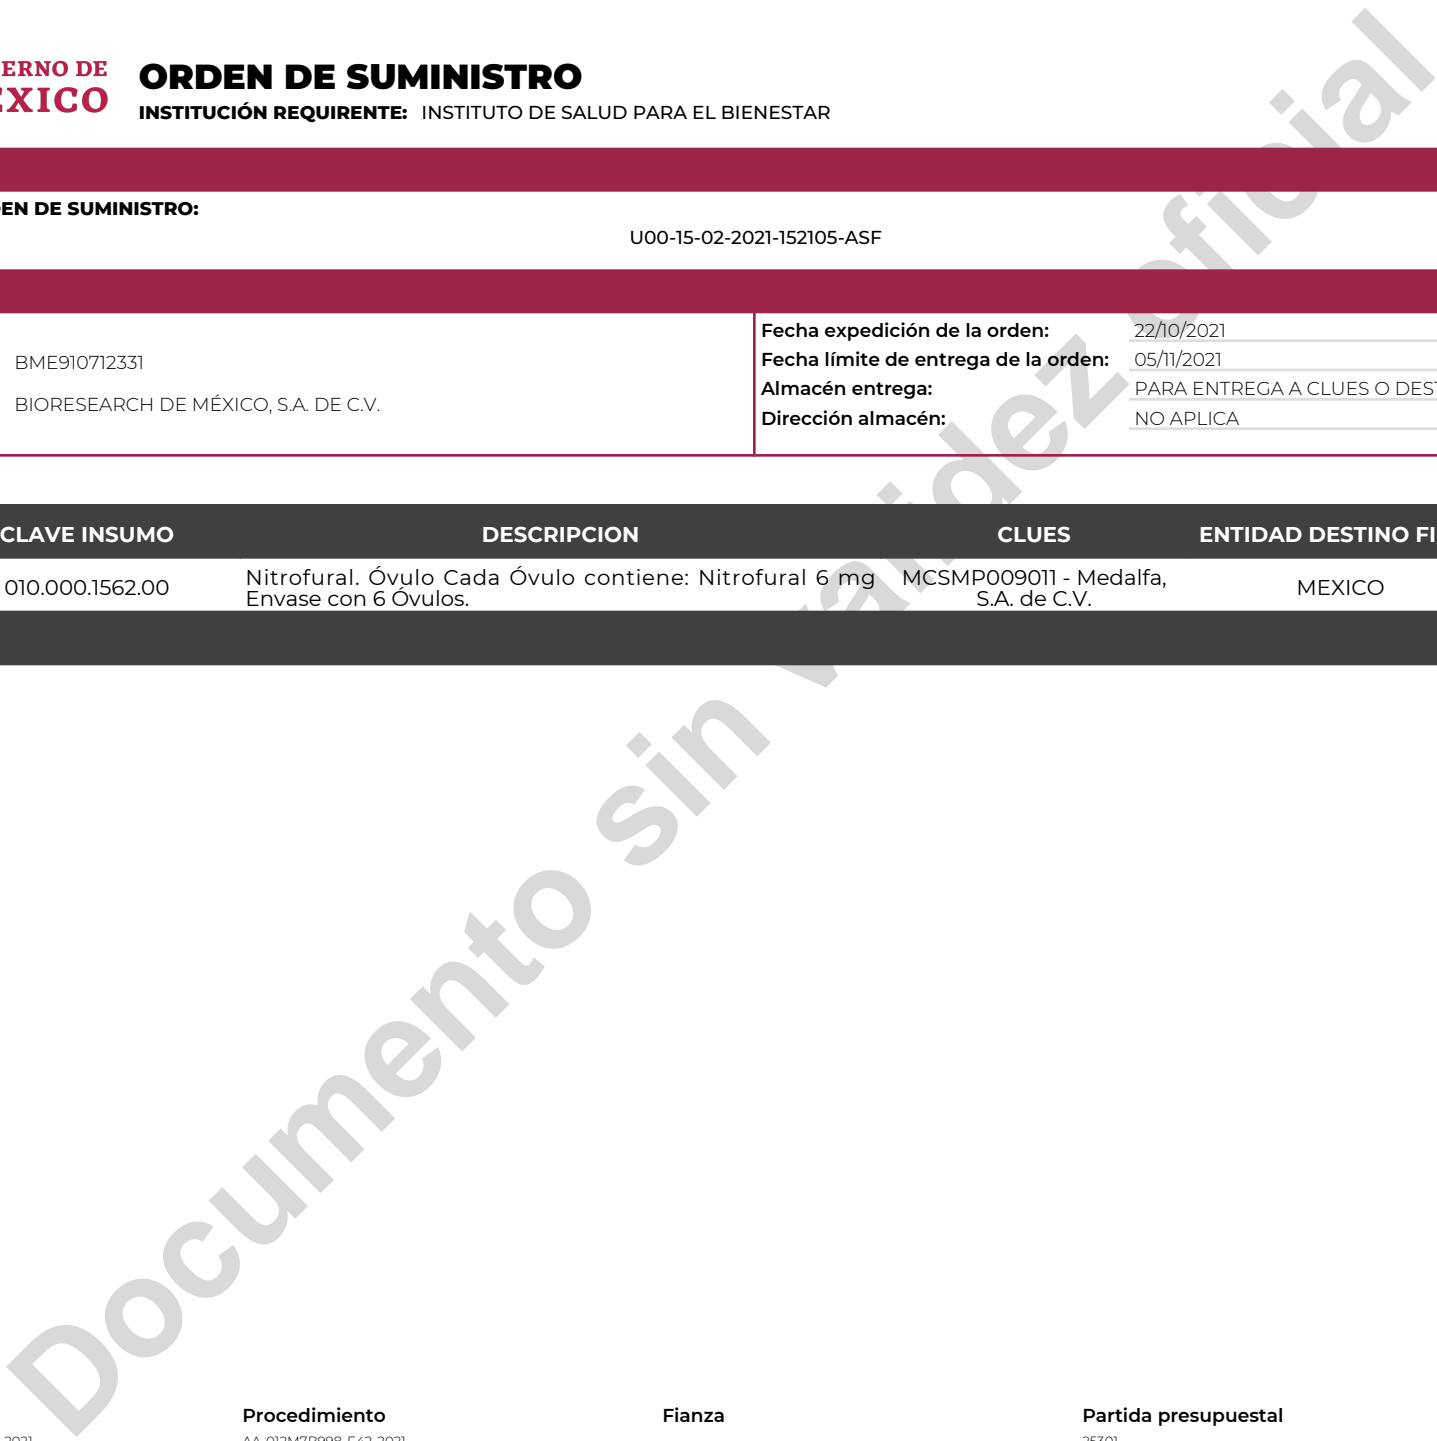 ERNO DE
EXICO
ORDEN DE SUMINISTRO
INSTITUCIÓN REQUIRENTE: INSTITUTO DE SALUD PARA EL BIENESTAR
EN DE SUMINISTRO:
U00-15-02-2021-152105-ASF
BME910712331
BIORESEARCH DE MÉXICO, S.A. DE C.V.
Fecha expedición de la orden: 22/10/2021
Fecha límite de entrega de la orden: 05/11/2021
Almacén entrega: PARA ENTREGA A CLUES O DEST
Dirección almacén: NO APLICA
CLAVE INSUMO DESCRIPCION CLUES ENTIDAD DESTINO FI
010.000.1562.00 Nitrofural. Óvulo Cada Óvulo contiene: Nitrofural 6 mg MCSMP009011 - Medalfa, MEXICO
Envase con 6 Óvulos. S.A. de C.V.
Documento sin validez oficial
Procedimiento Fianza Partida presupuestal